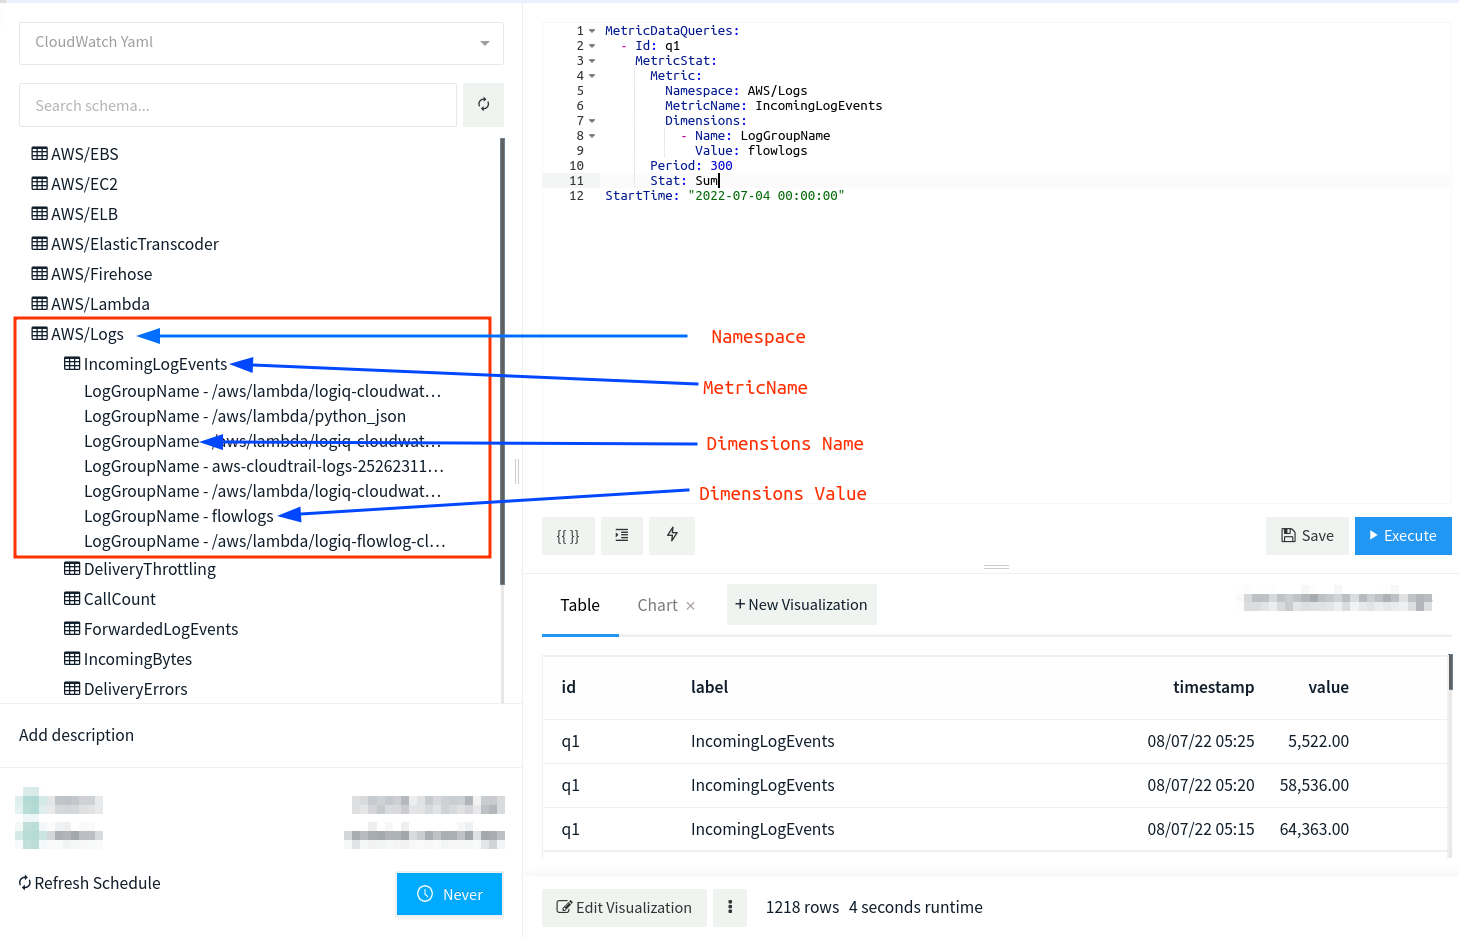 CloudWatch Yaml
Search schema...
AWS/EBS
AWS/EC2
AWS/ELB
AWS/ElasticTranscoder
AWS/Firehose
AWS/Lambda
AWS/Logs
IncomingLogEvents
LogGroupName - /aws/lambda/logiq-cloudwat...
LogGroupName - /aws/lambda/python_json
LogGroupName - /aws/lambda/logiq-cloudwat...
LogGroupName - aws-cloudtrail-logs-25262311...
LogGroupName - /aws/lambda/logiq-cloudwat...
LogGroupName - flowlogs
LogGroupName - /aws/lambda/logiq-flowlog-cl...
DeliveryThrottling
CallCount
ForwardedLogEvents
IncomingBytes
DeliveryErrors
Add description
Refresh Schedule
Never
1 MetricDataQueries:
2 - Id: q1
3 MetricStat:
4 Metric:
5 Namespace: AWS/Logs
6 MetricName: IncomingLogEvents
7 Dimensions:
8 - Name: LogGroupName
9 Value: flowlogs
10 Period: 300
11 Stat: Sum
12 StartTime: "2022-07-04 00:00:00"
Namespace
MetricName
Dimensions Name
Dimensions Value
{{ }} Save Execute
Table Chart × + New Visualization
id label timestamp value
q1 IncomingLogEvents 08/07/22 05:25 5,522.00
q1 IncomingLogEvents 08/07/22 05:20 58,536.00
q1 IncomingLogEvents 08/07/22 05:15 64,363.00
Edit Visualization 1218 rows 4 seconds runtime